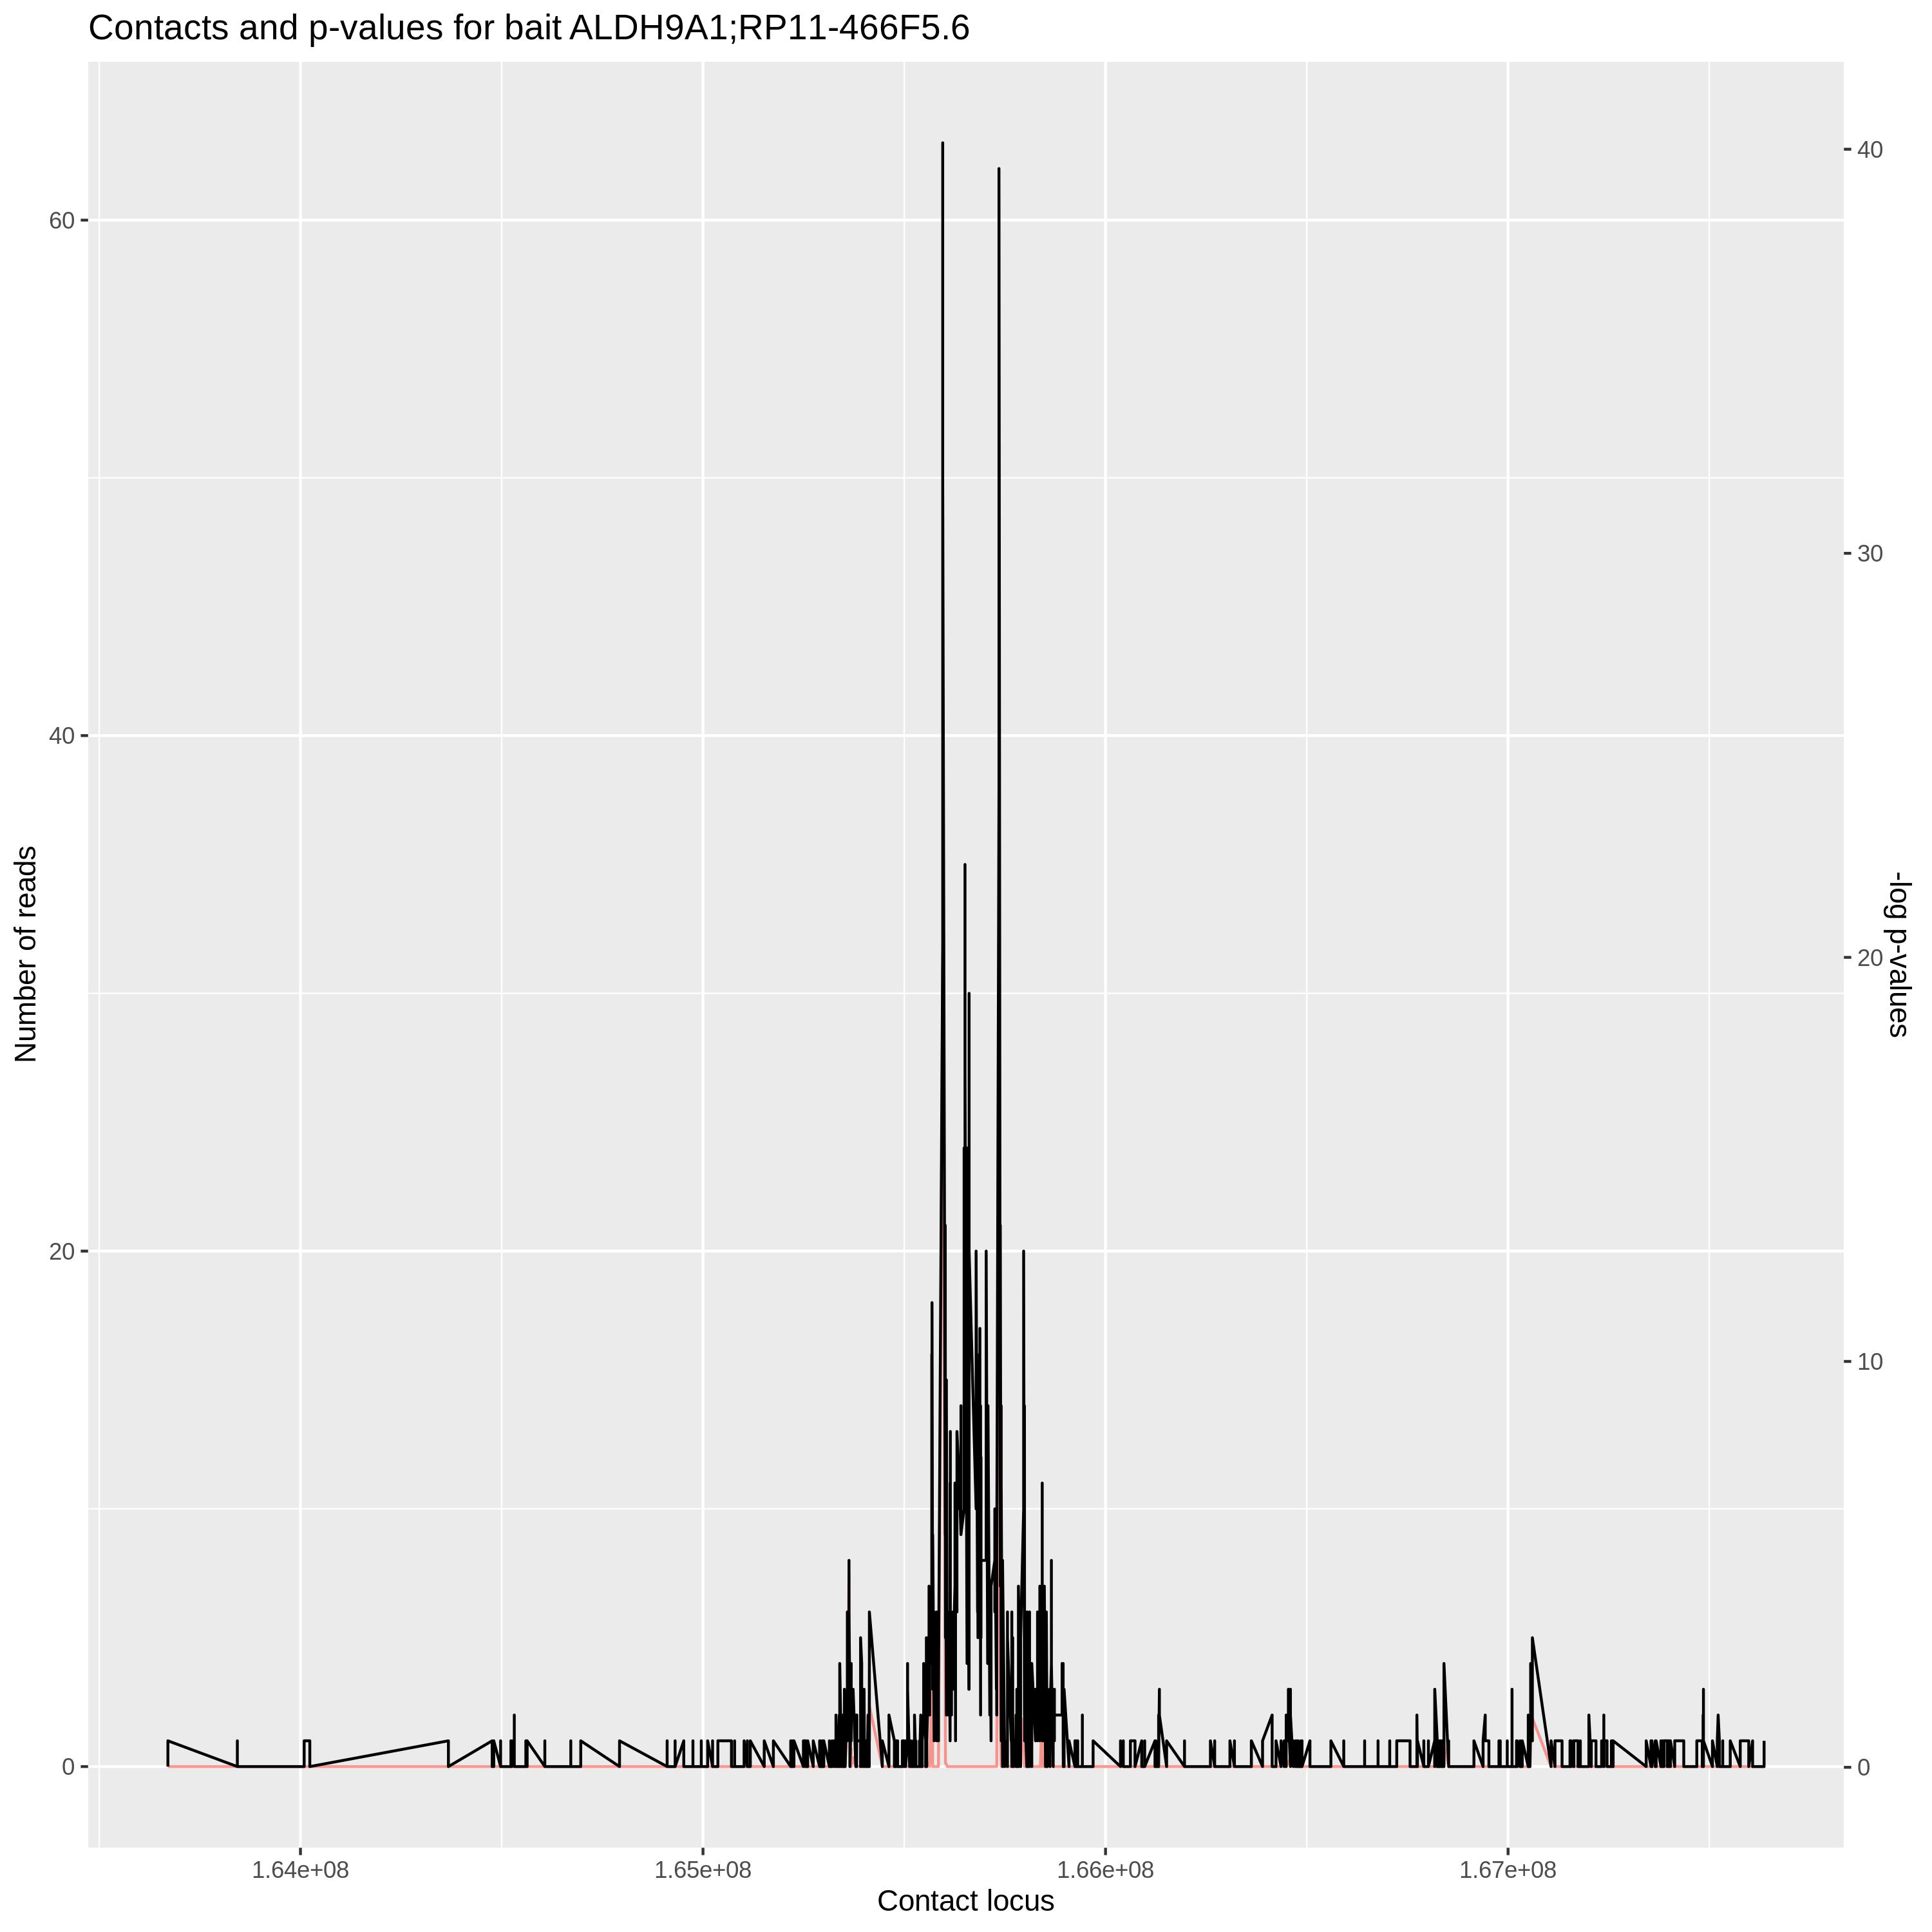 Contacts and p-values for bait ALDH9A1;RP11-466F5.6
60
40
20
0
Number of reads
40
30
20
10
0
-log p-values
1.64e+08
1.65e+08
1.66e+08
1.67e+08
Contact locus